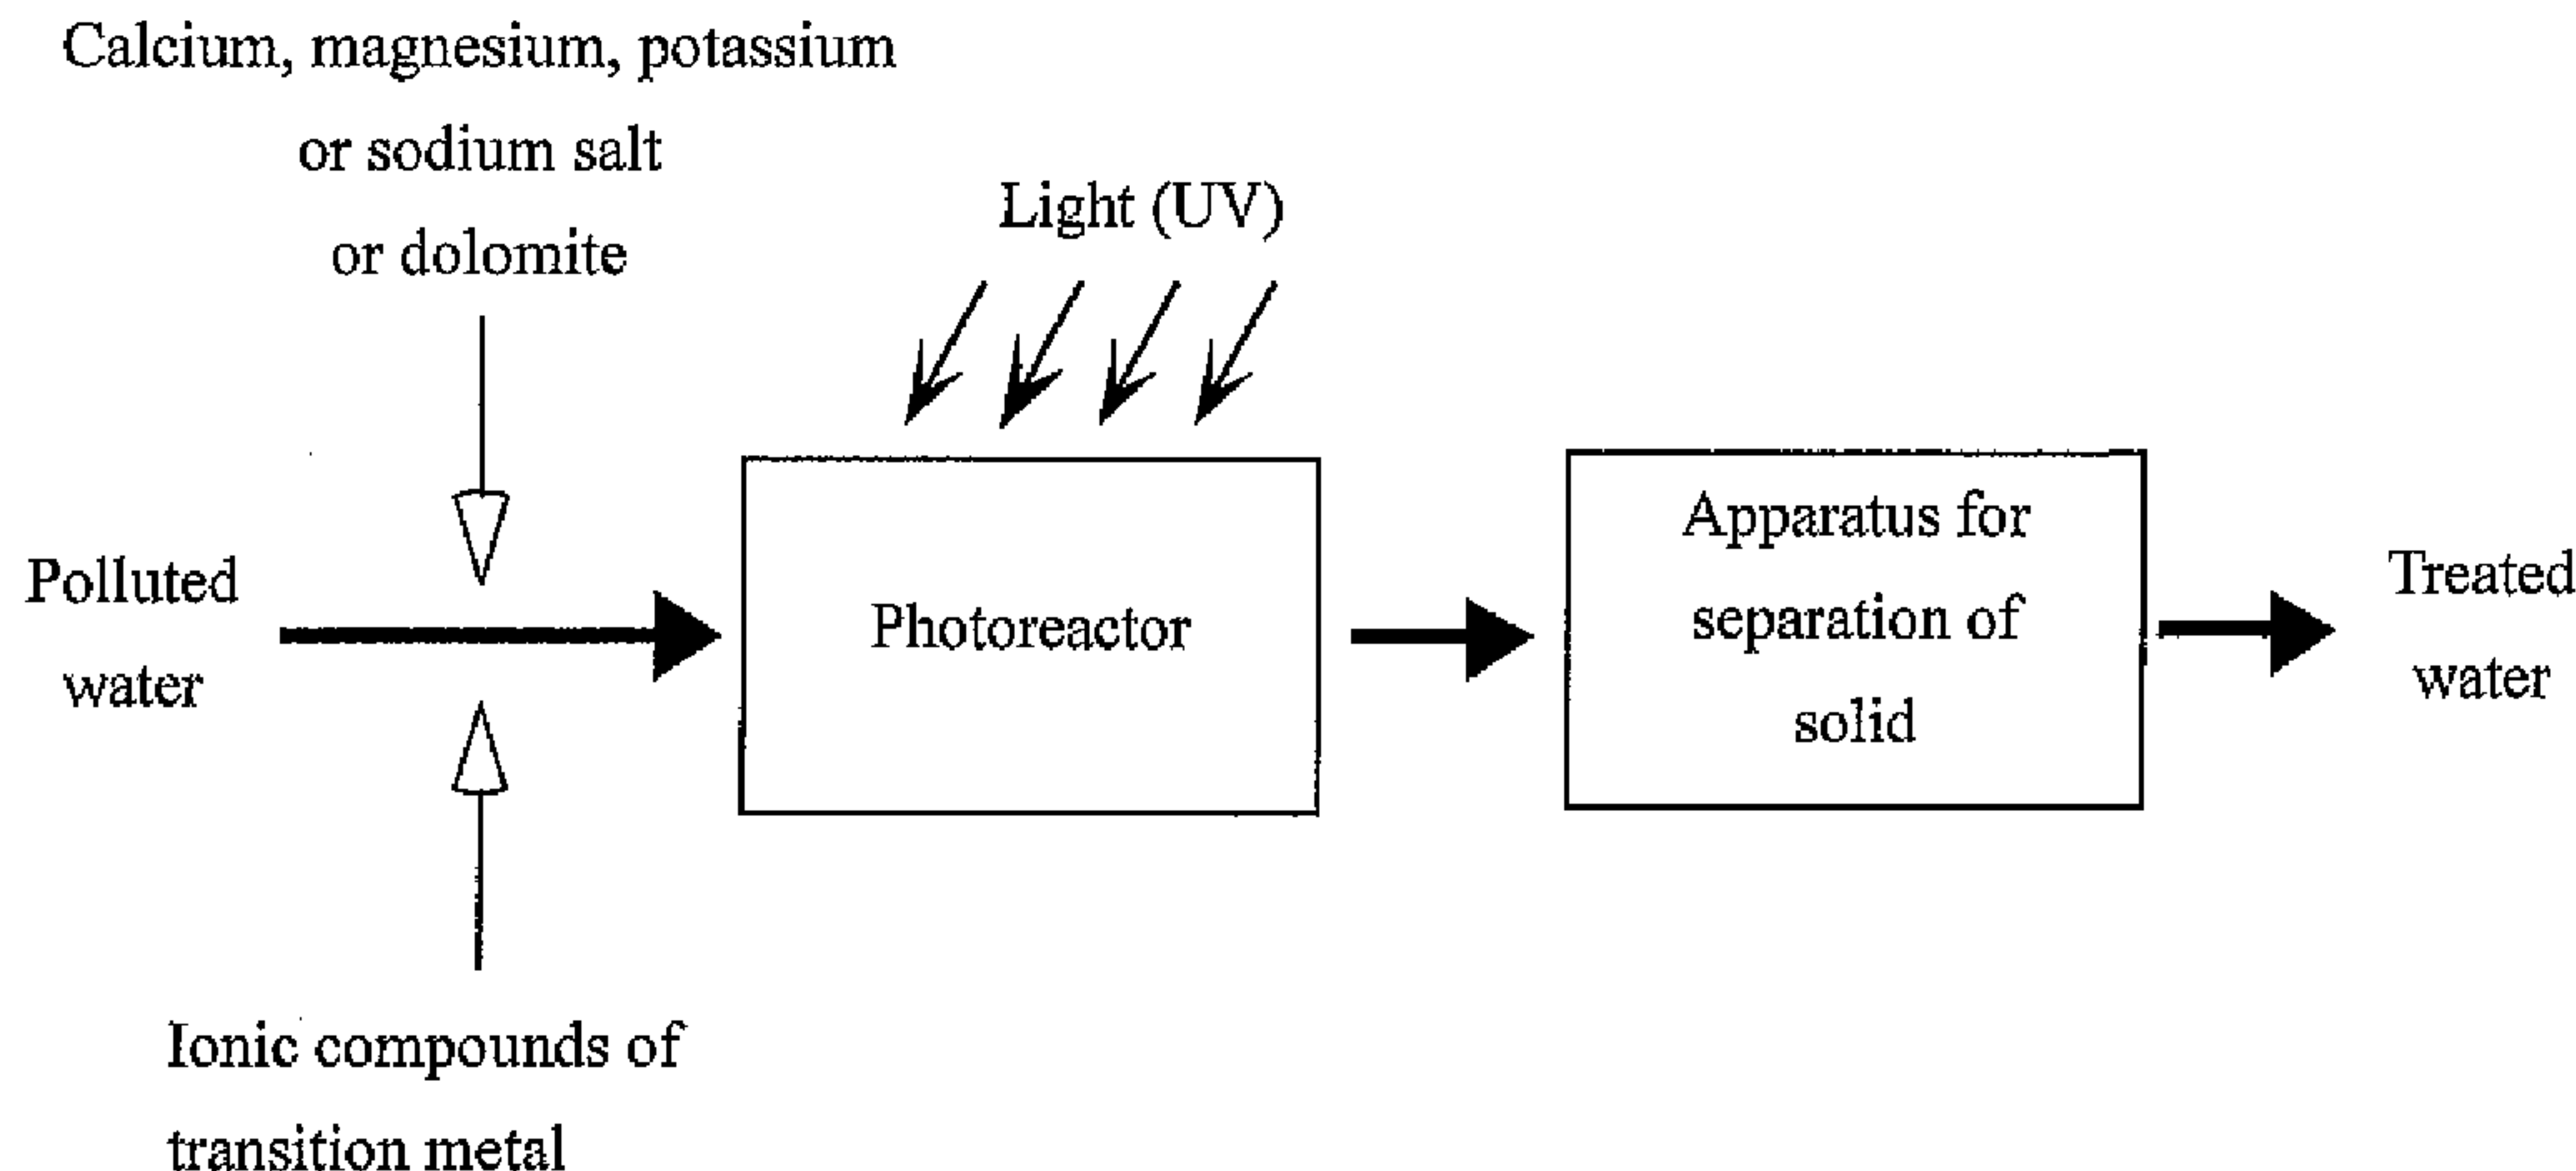 Calcium, magnesium, potassium
or sodium salt
or dolomite
Light (UV)
Polluted
water
Photoreactor
Apparatus for
separation of
solid
Treated
water
Ionic compounds of
transition metal